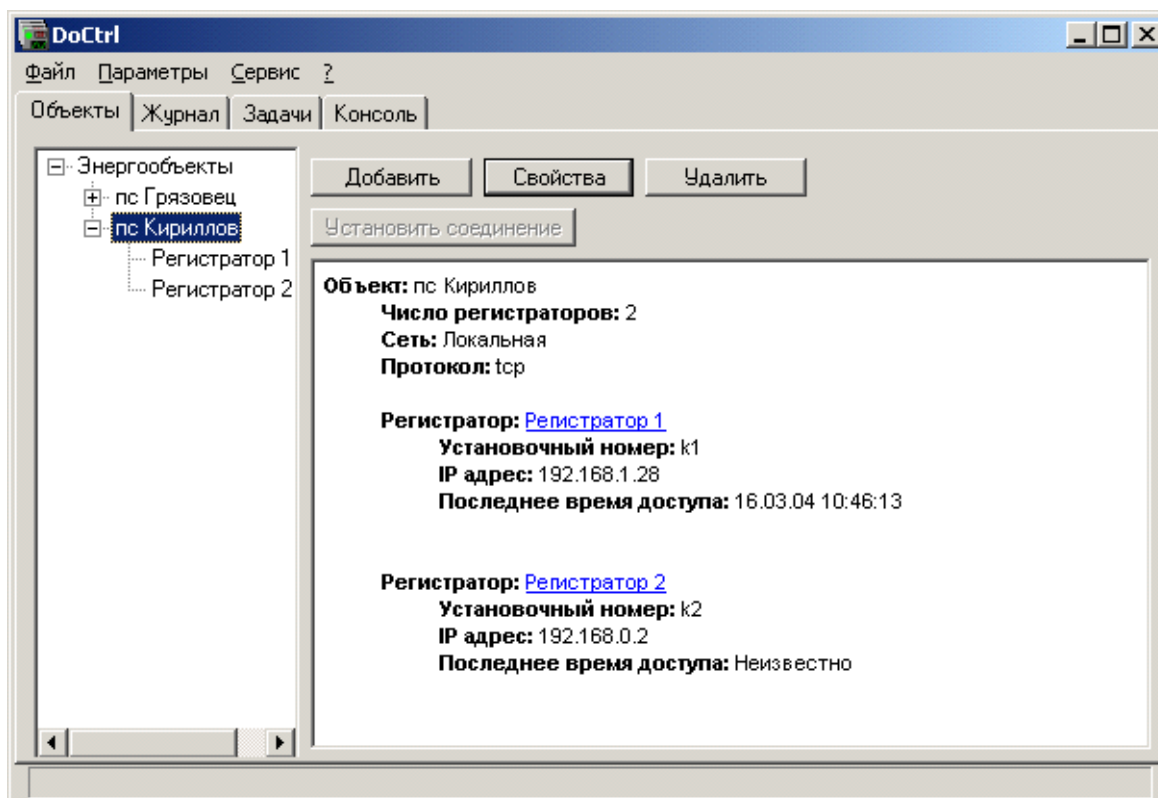 DoCtrl
Файл Параметры Сервис ?
Объекты Журнал Задачи Консоль
Энергообъекты
пс Грязовец
пс Кириллов
Регистратор 1
Регистратор 2
Добавить Свойства Удалить
Установить соединение
Объект: пс Кириллов
Число регистраторов: 2
Сеть: Локальная
Протокол: tcp
Регистратор: Регистратор 1
Установочный номер: k1
IP адрес: 192.168.1.28
Последнее время доступа: 16.03.04 10:46:13
Регистратор: Регистратор 2
Установочный номер: k2
IP адрес: 192.168.0.2
Последнее время доступа: Неизвестно